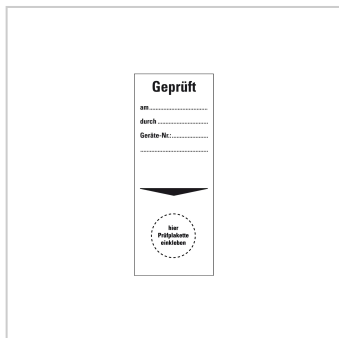 Geprüft
am..............................
durch ..........................
Geräte-Nr.:...................
...................................
hier
Prüfplakette
einkleben